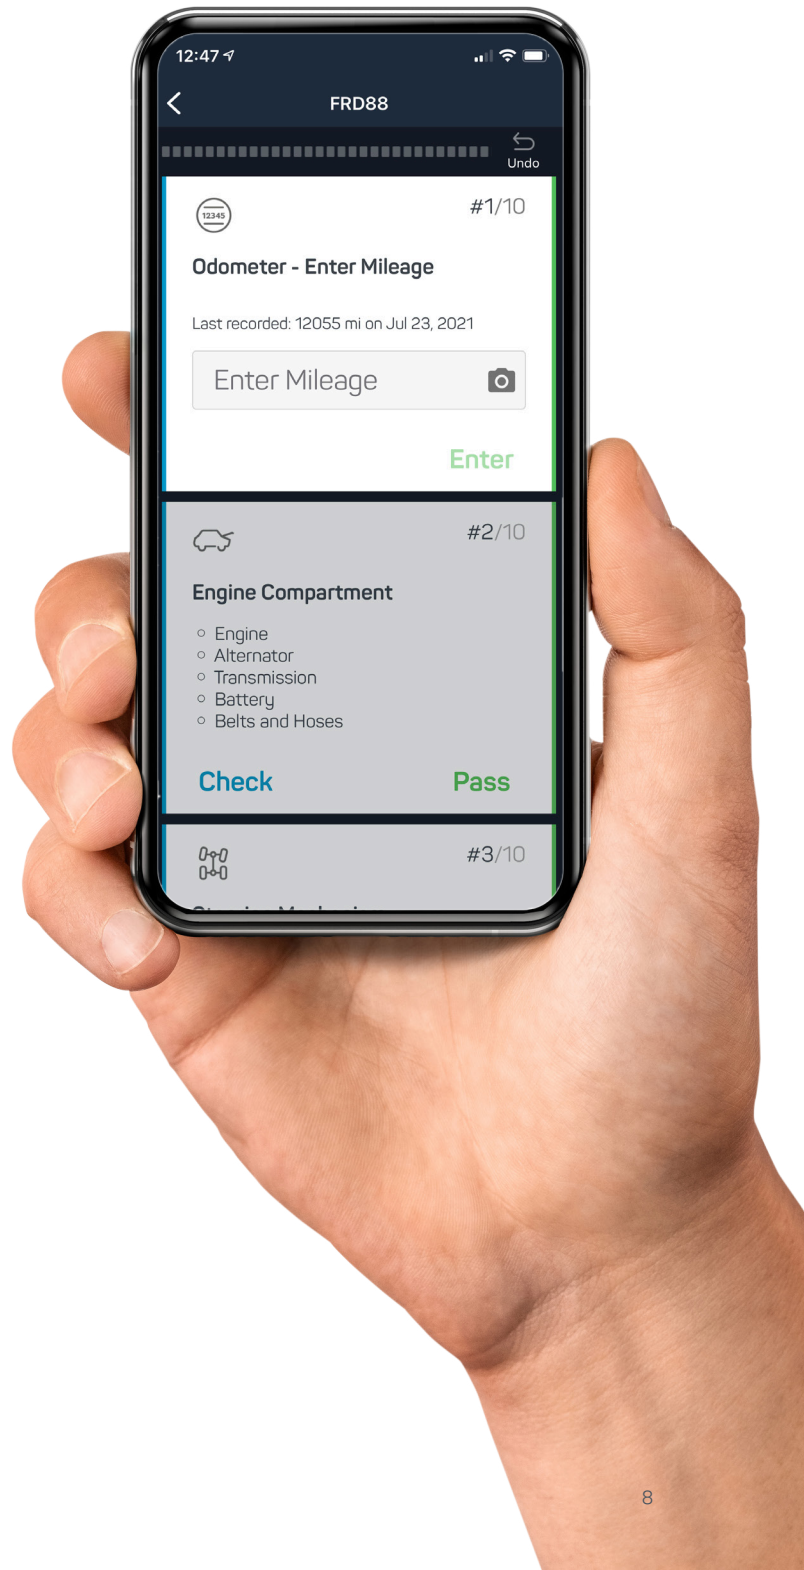 12:47
FRD88
Undo
12345
#1/10
Odometer - Enter Mileage
Last recorded: 12055 mi on Jul 23, 2021
Enter Mileage
Enter
#2/10
Engine Compartment
Engine
Alternator
Transmission
Battery
Belts and Hoses
Check
Pass
#3/10
8